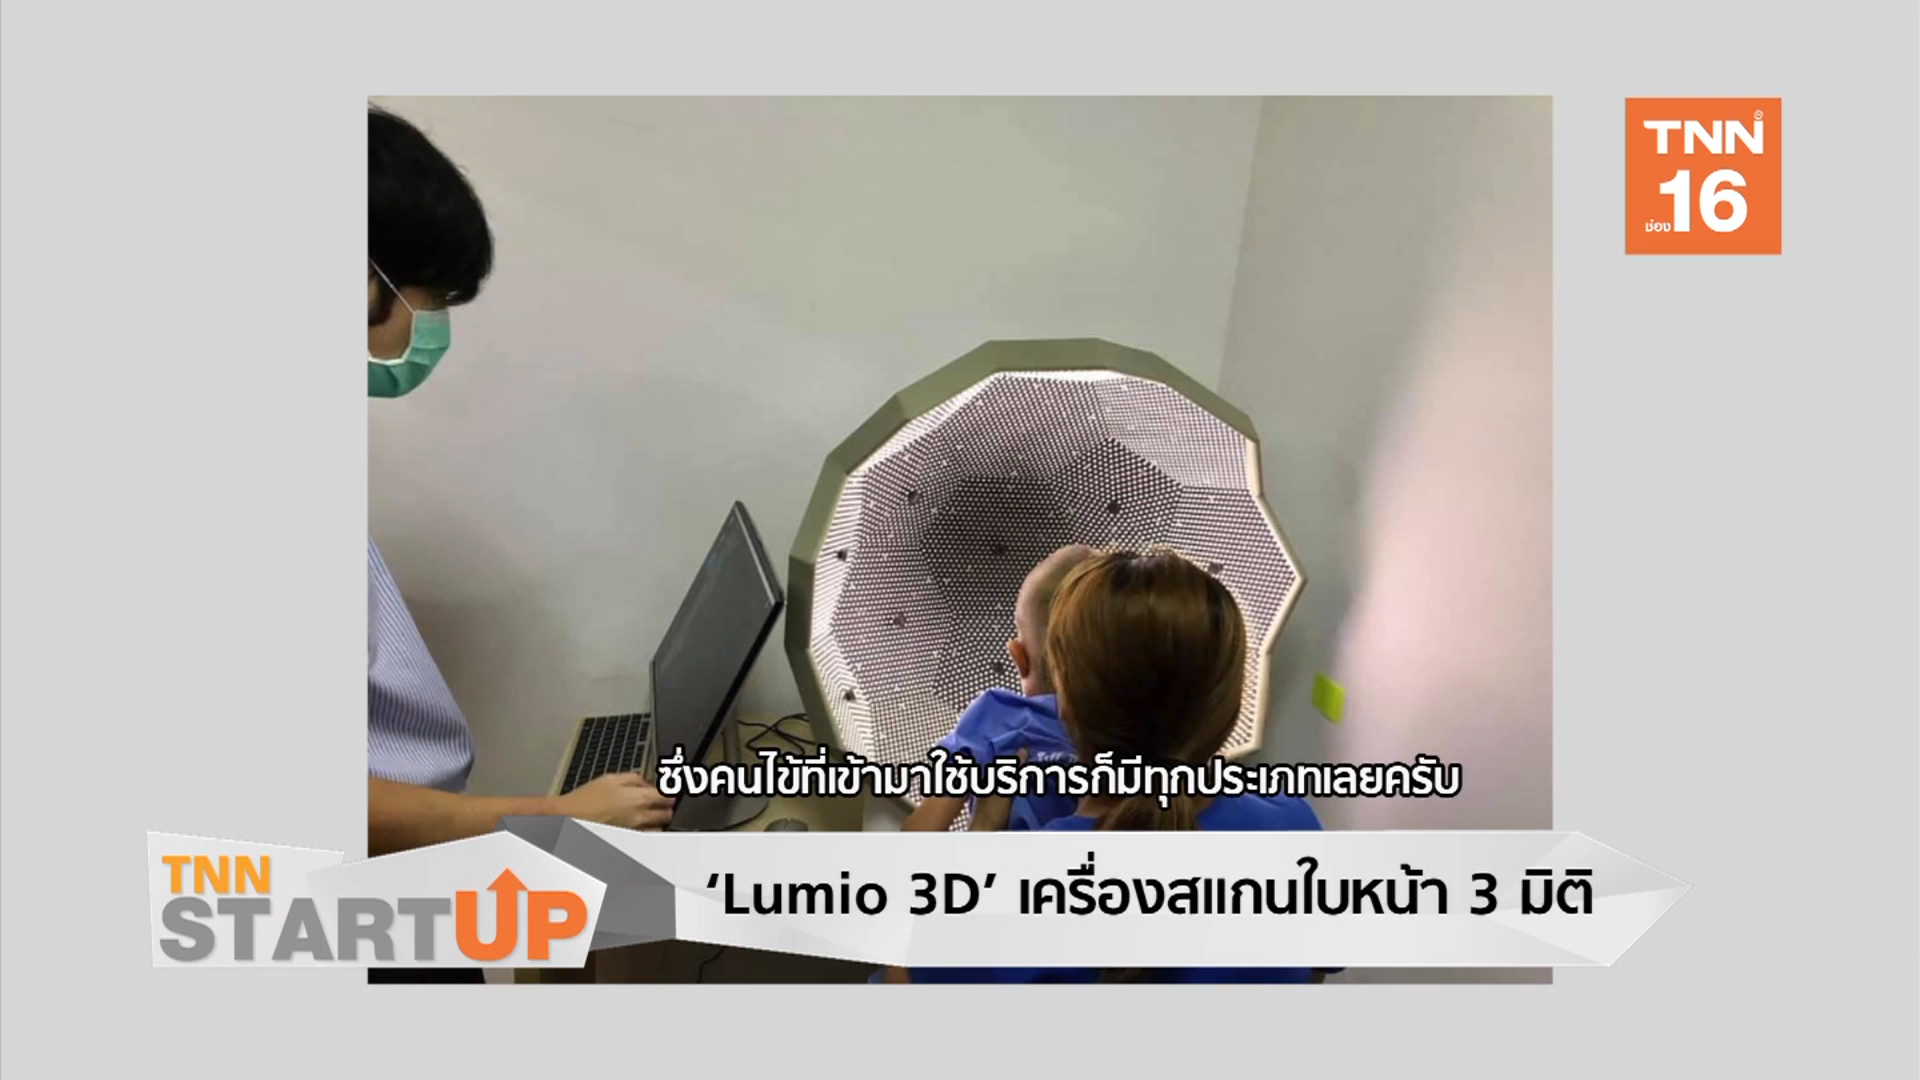 TNN
ช่อง16
ซึ่งคนไข้ที่เข้ามาใช้บริการก็มีทุกประเภทเลยครับ
TNN
STARTUP
‘Lumio 3D’ เครื่องสแกนใบหน้า 3 มิติ